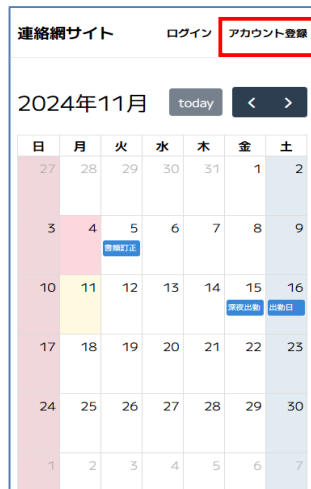 連絡網サイト ログイン アカウント登録
2024年11月 today < >
日 月 火 水 木 金 土
27 28 29 30 31 1 2
3 4 5 6 7 8 9
書類訂正
10 11 12 13 14 15 16
深夜出勤 出勤日
17 18 19 20 21 22 23
24 25 26 27 28 29 30
1 2 3 4 5 6 7